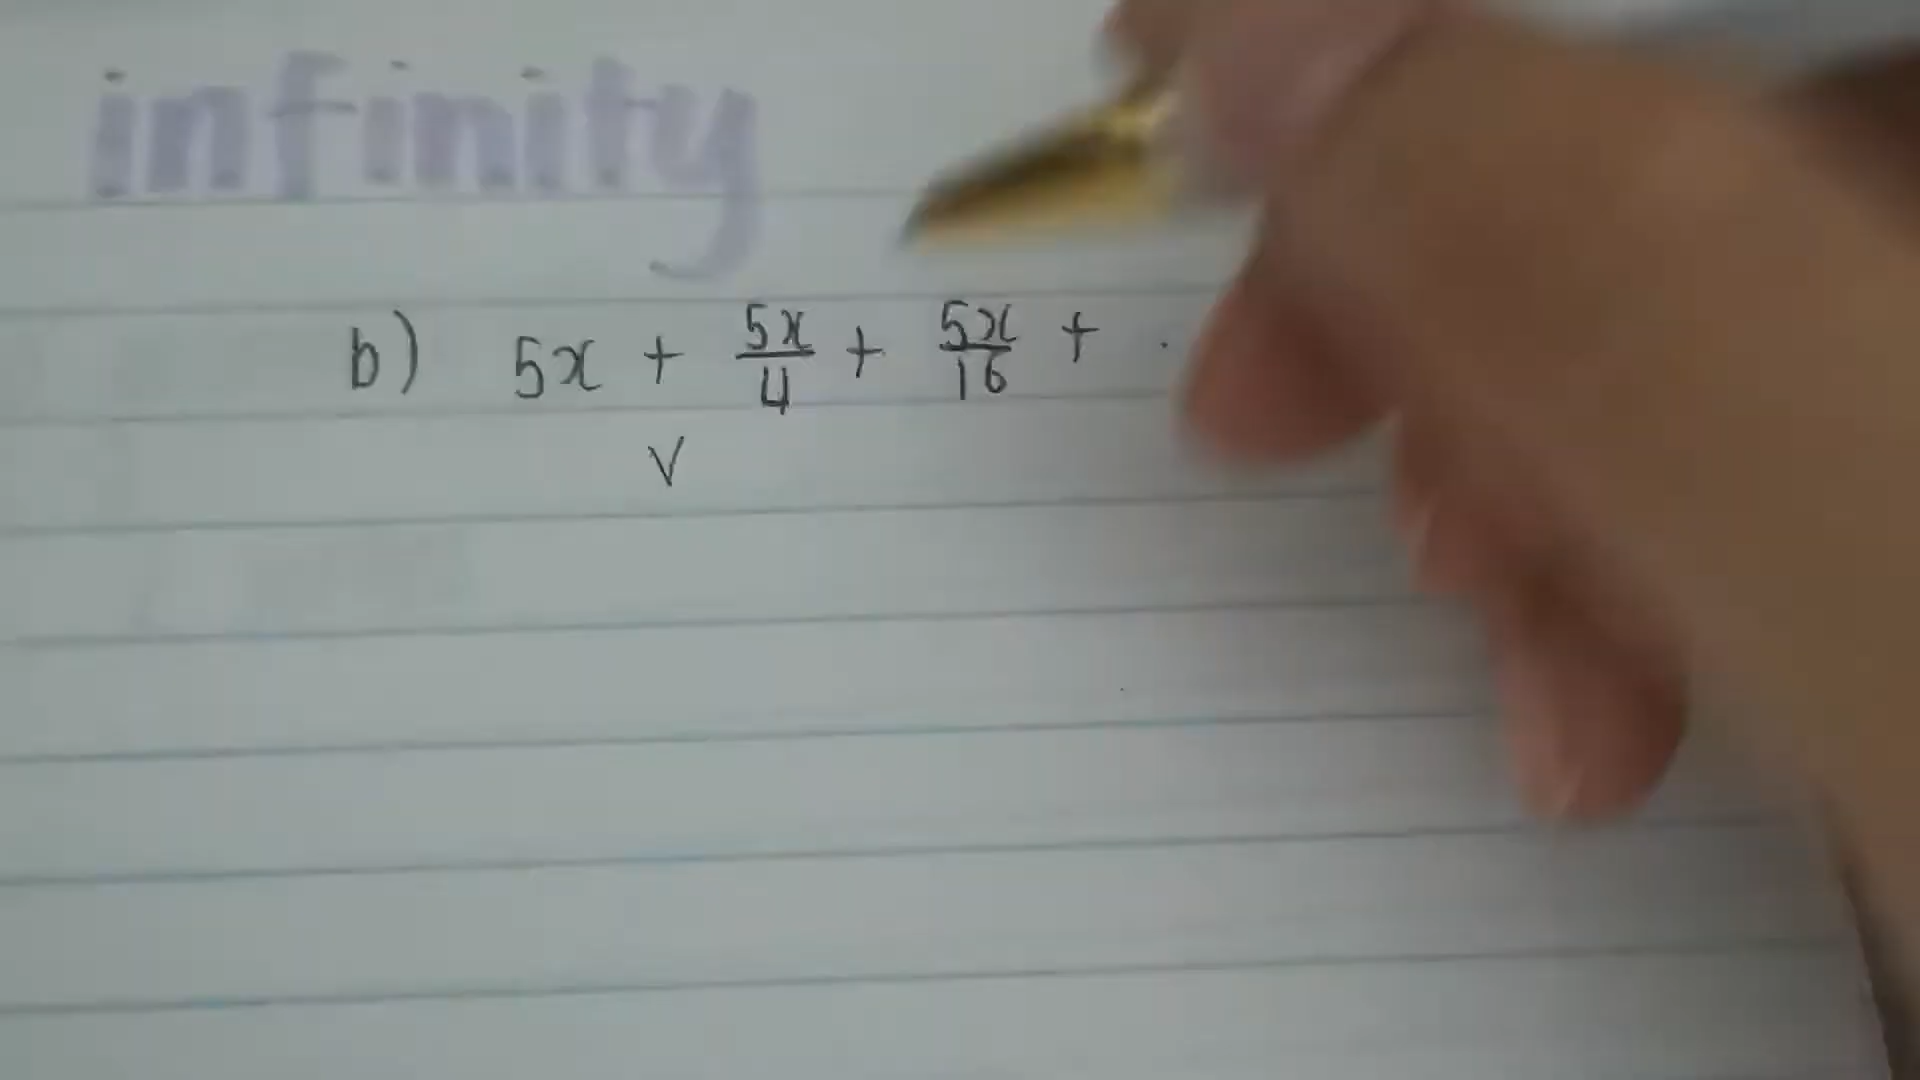 infinity
b) 5x + 5x/4 + 5x/16 + .
v